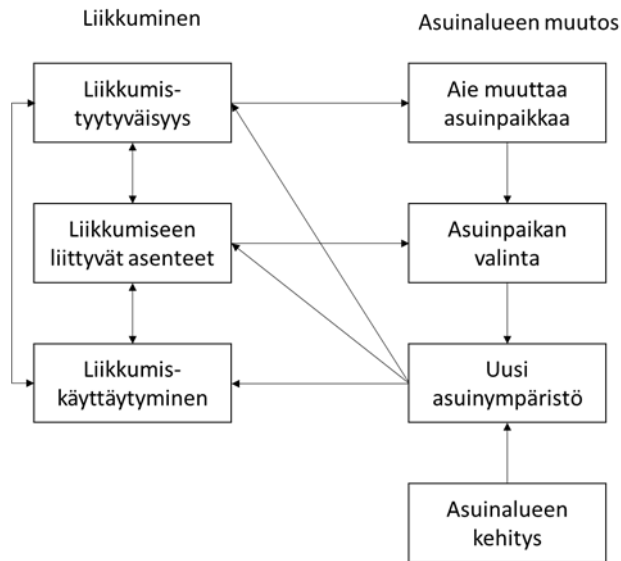 Liikkuminen
Asuinalueen muutos
Liikkumis-
tyytyväisyys
Aie muuttaa
asuinpaikkaa
Liikkumiseen
liittyvät asenteet
Asuinpaikan
valinta
Liikkumis-
käyttäytyminen
Uusi
asuinympäristö
Asuinalueen
kehitys